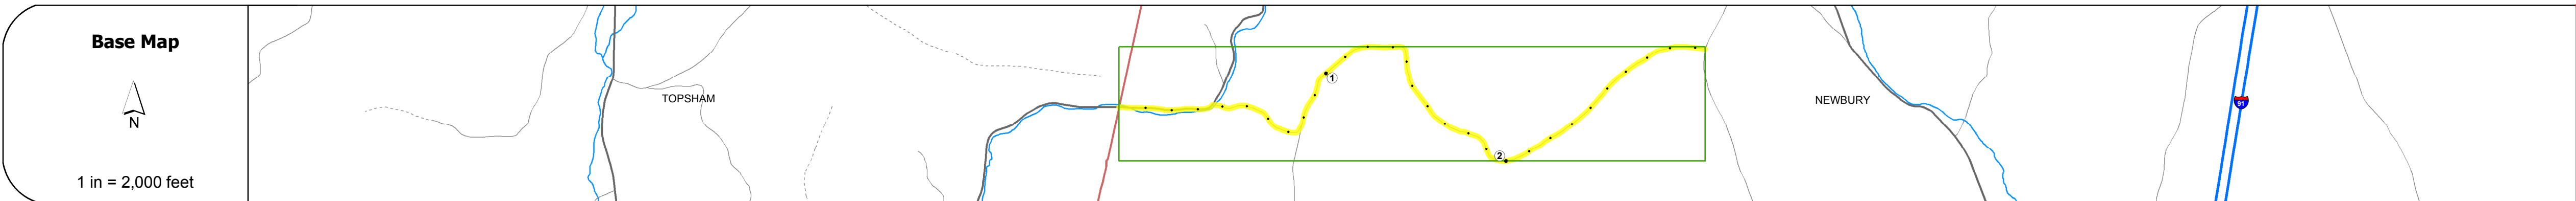 Base Map
N
1 in = 2,000 feet
TOPSHAM
1
2
NEWBURY
91